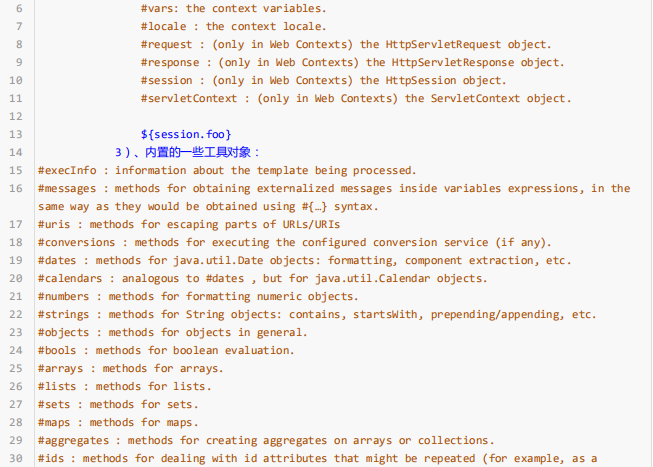 6 #vars: the context variables.
7 #locale : the context locale.
8 #request : (only in Web Contexts) the HttpServletRequest object.
9 #response : (only in Web Contexts) the HttpServletResponse object.
10 #session : (only in Web Contexts) the HttpSession object.
11 #servletContext : (only in Web Contexts) the ServletContext object.
12
13 ${session.foo}
14 3）、内置的一些工具对象：
15 #execInfo : information about the template being processed.
16 #messages : methods for obtaining externalized messages inside variables expressions, in the
same way as they would be obtained using #{…} syntax.
17 #uris : methods for escaping parts of URLs/URIs
18 #conversions : methods for executing the configured conversion service (if any).
19 #dates : methods for java.util.Date objects: formatting, component extraction, etc.
20 #calendars : analogous to #dates , but for java.util.Calendar objects.
21 #numbers : methods for formatting numeric objects.
22 #strings : methods for String objects: contains, startsWith, prepending/appending, etc.
23 #objects : methods for objects in general.
24 #bools : methods for boolean evaluation.
25 #arrays : methods for arrays.
26 #lists : methods for lists.
27 #sets : methods for sets.
28 #maps : methods for maps.
29 #aggregates : methods for creating aggregates on arrays or collections.
30 #ids : methods for dealing with id attributes that might be repeated (for example, as a